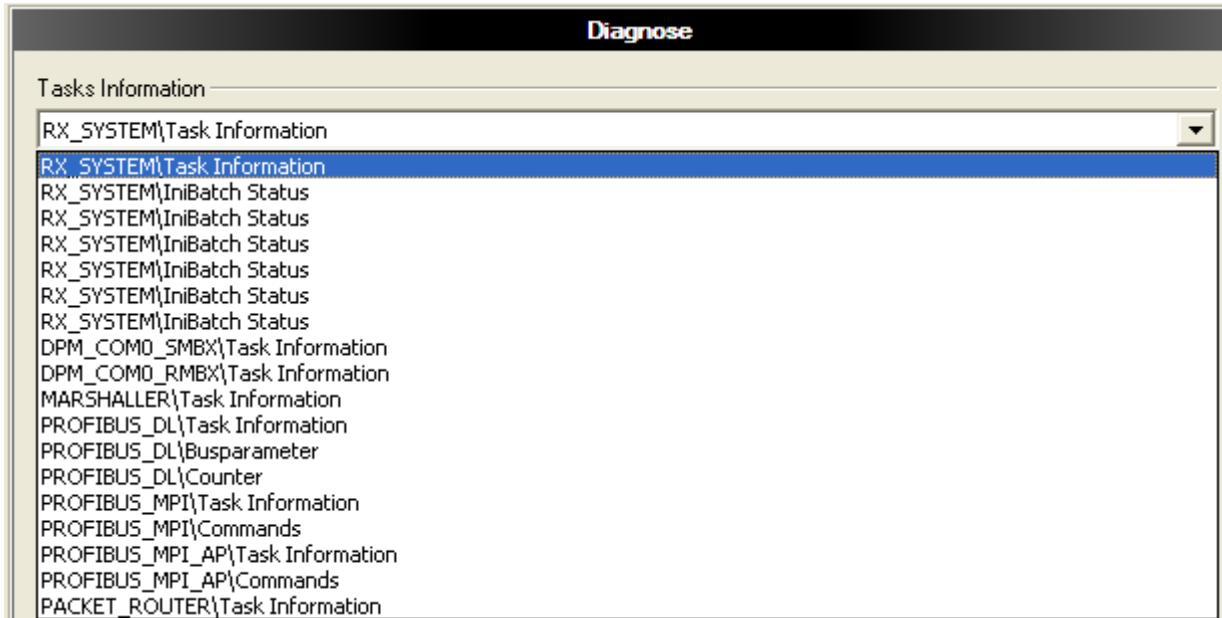 Diagnose
Tasks Information
RX_SYSTEM\Task Information
RX_SYSTEM\Task Information
RX_SYSTEM\IniBatch Status
RX_SYSTEM\IniBatch Status
RX_SYSTEM\IniBatch Status
RX_SYSTEM\IniBatch Status
RX_SYSTEM\IniBatch Status
RX_SYSTEM\IniBatch Status
DPM_COM0_SMBX\Task Information
DPM_COM0_RMBX\Task Information
MARSHALLER\Task Information
PROFIBUS_DL\Task Information
PROFIBUS_DL\Busparameter
PROFIBUS_DL\Counter
PROFIBUS_MPI\Task Information
PROFIBUS_MPI\Commands
PROFIBUS_MPI_AP\Task Information
PROFIBUS_MPI_AP\Commands
PACKET_ROUTER\Task Information